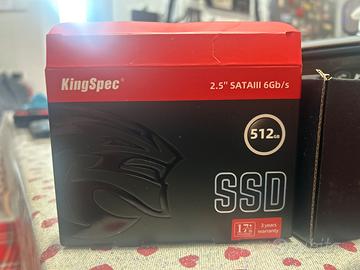 KingSpec®
2.5" SATAIII 6Gb/s
512GB
SSD
3 years
warranty